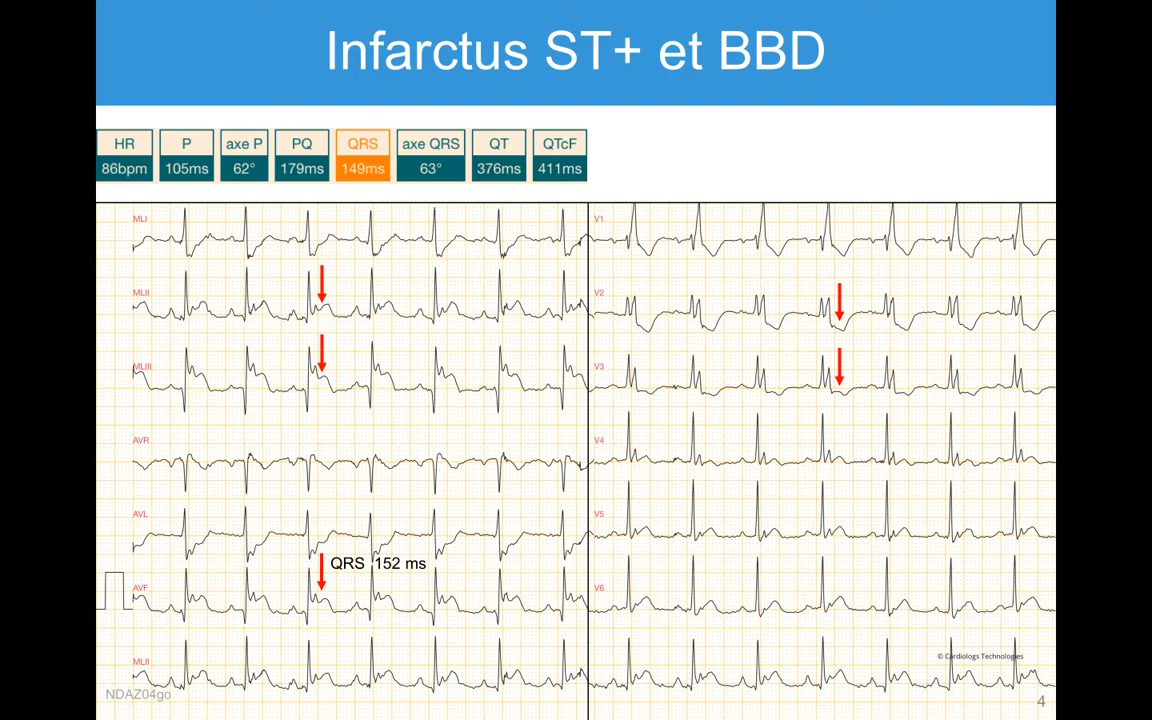 Infarctus ST+ et BBD
HR P axe P PQ QRS axe QRS QT QTcF
86bpm 105ms 62° 179ms 149ms 63° 376ms 411ms
MLI V1
MLII V2
MLIII V3
AVR V4
AVL V5
QRS 152 ms
AVF V6
MLII
© Cardiologs Technologies
NDAZ04go
4